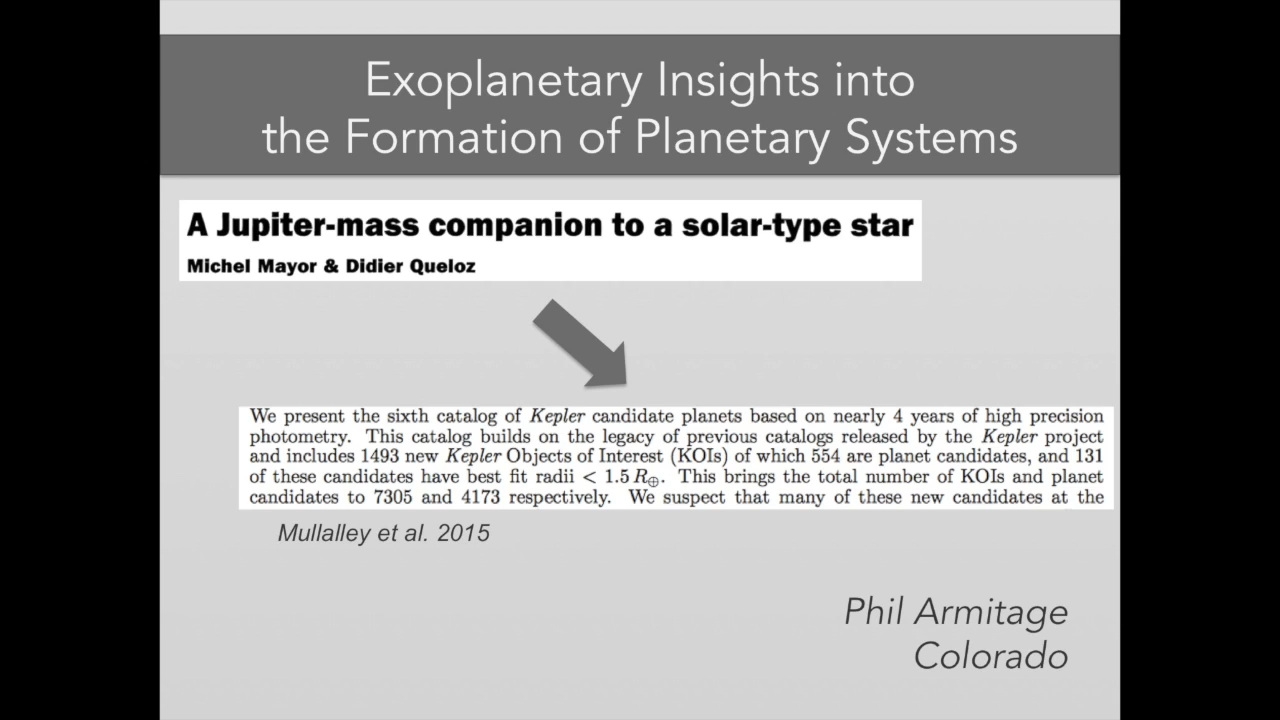 Exoplanetary Insights into
the Formation of Planetary Systems
A Jupiter-mass companion to a solar-type star
Michel Mayor & Didier Queloz
We present the sixth catalog of Kepler candidate planets based on nearly 4 years of high precision
photometry. This catalog builds on the legacy of previous catalogs released by the Kepler project
and includes 1493 new Kepler Objects of Interest (KOIs) of which 554 are planet candidates, and 131
of these candidates have best fit radii < 1.5 R⊕. This brings the total number of KOIs and planet
candidates to 7305 and 4173 respectively. We suspect that many of these new candidates at the
Mullalley et al. 2015
Phil Armitage
Colorado